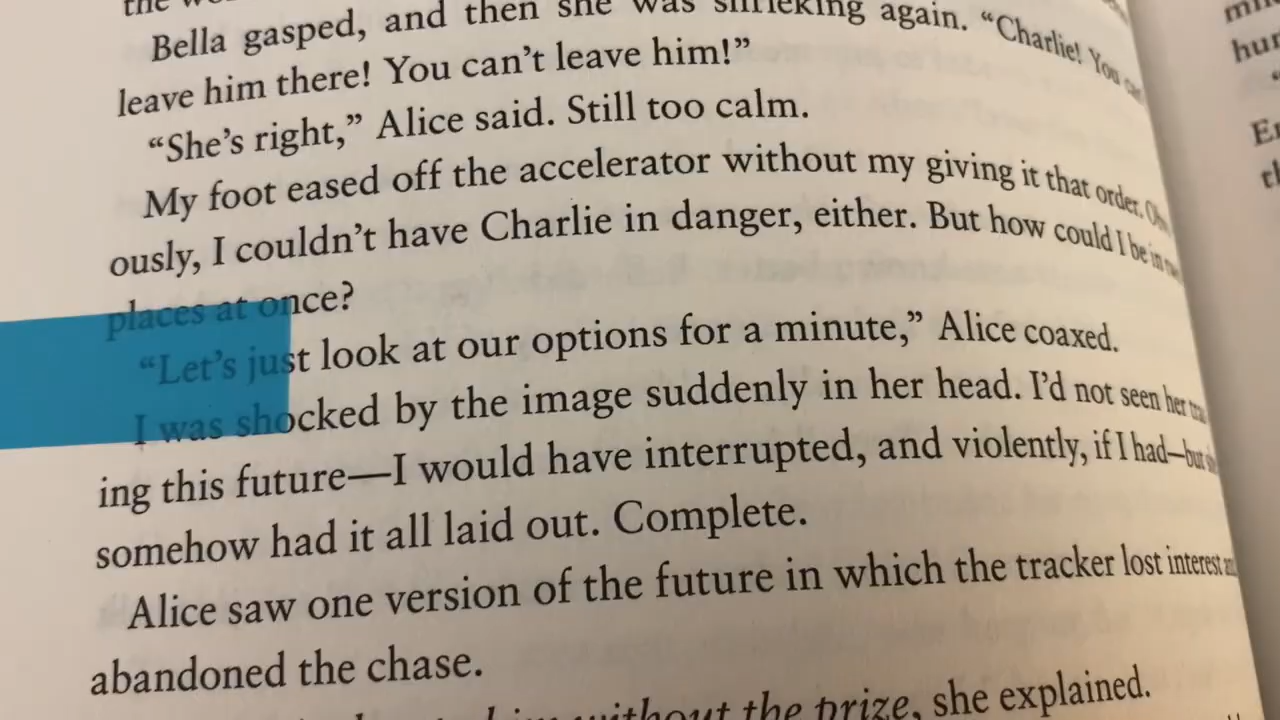 the
Bella gasped, and then she was shrieking again. “Charlie! You can
leave him there! You can’t leave him!”
“She’s right,” Alice said. Still too calm.
My foot eased off the accelerator without my giving it that order. Ob
ously, I couldn’t have Charlie in danger, either. But how could I be in
places at once?
“Let’s just look at our options for a minute,” Alice coaxed.
I was shocked by the image suddenly in her head. I’d not seen her
ing this future—I would have interrupted, and violently, if I had—but
somehow had it all laid out. Complete.
Alice saw one version of the future in which the tracker lost interest
abandoned the chase.
him without the prize, she explained.